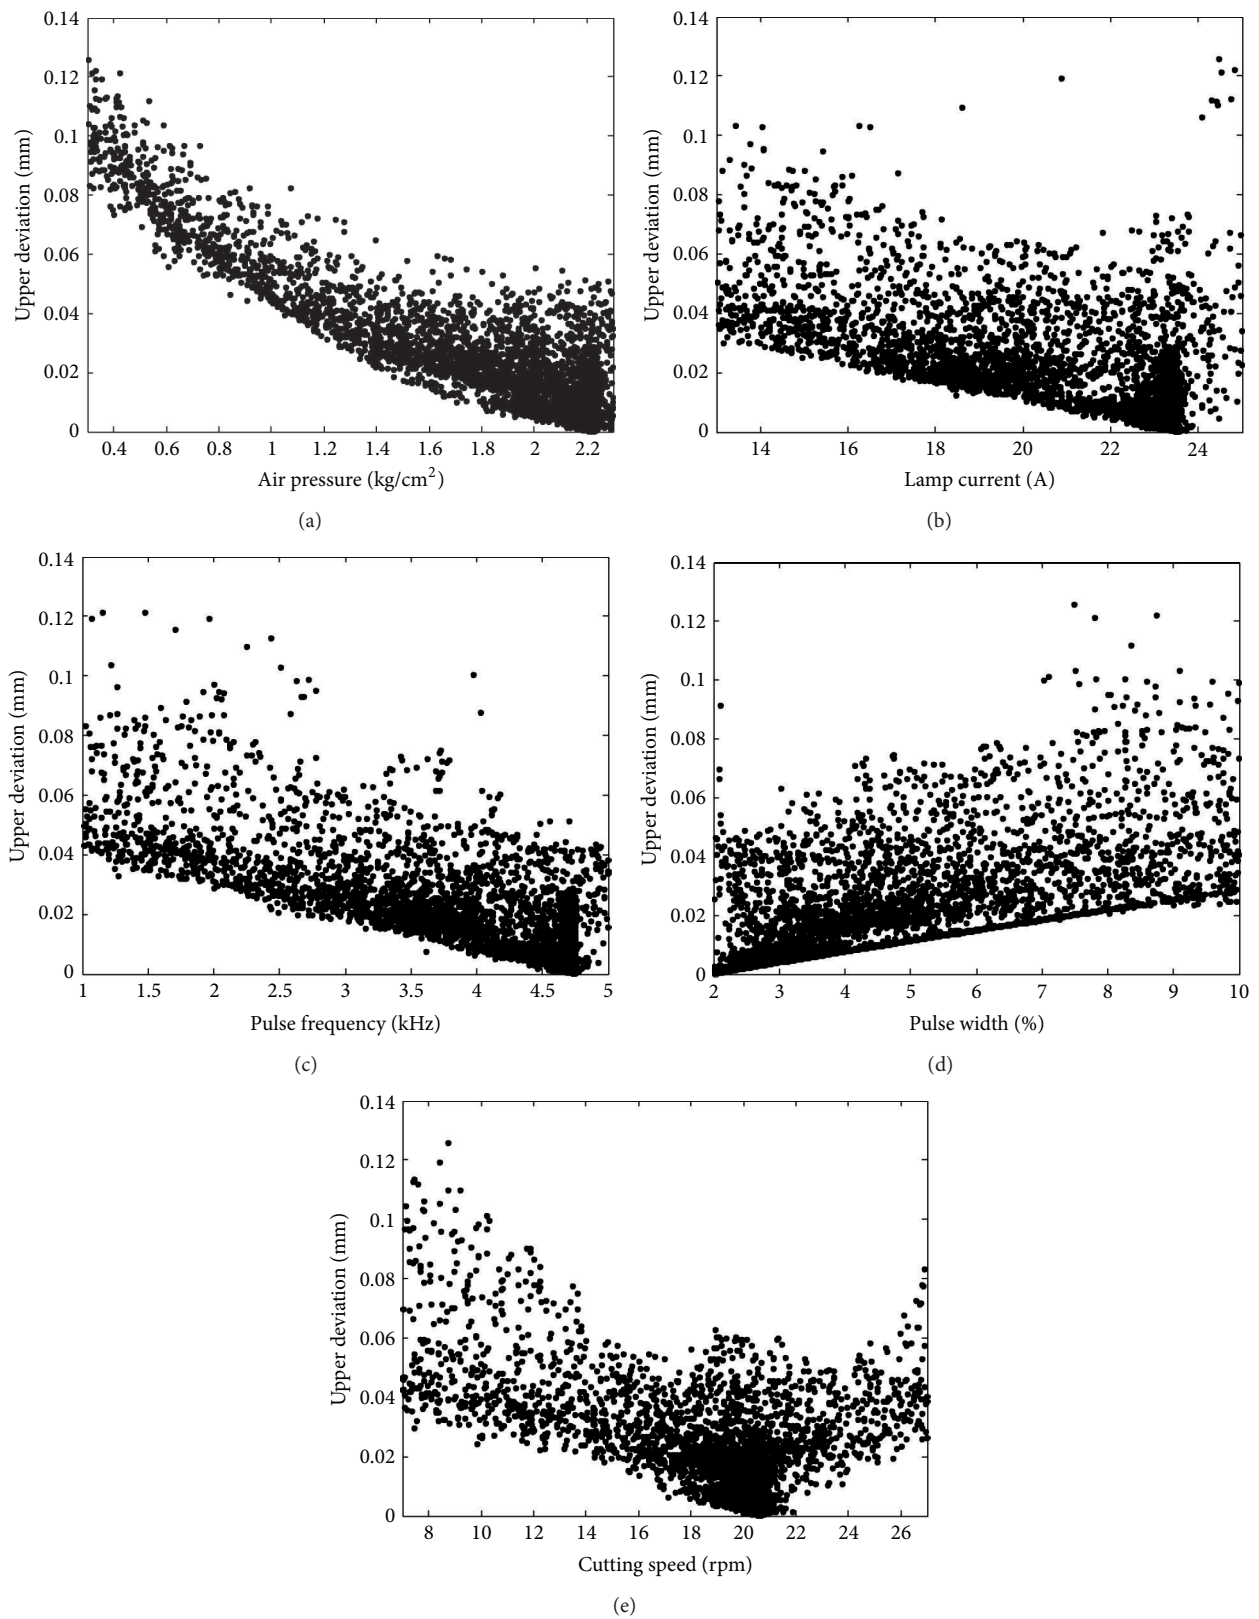 0.14
0.12
0.1
0.08
0.06
0.04
0.02
0
Upper deviation (mm)
0.4 0.6 0.8 1 1.2 1.4 1.6 1.8 2 2.2
Air pressure (kg/cm²)
(a)
0.14
0.12
0.1
0.08
0.06
0.04
0.02
0
Upper deviation (mm)
14 16 18 20 22 24
Lamp current (A)
(b)
0.14
0.12
0.1
0.08
0.06
0.04
0.02
0
Upper deviation (mm)
1 1.5 2 2.5 3 3.5 4 4.5 5
Pulse frequency (kHz)
(c)
0.14
0.12
0.1
0.08
0.06
0.04
0.02
0
Upper deviation (mm)
2 3 4 5 6 7 8 9 10
Pulse width (%)
(d)
0.14
0.12
0.1
0.08
0.06
0.04
0.02
0
Upper deviation (mm)
8 10 12 14 16 18 20 22 24 26
Cutting speed (rpm)
(e)